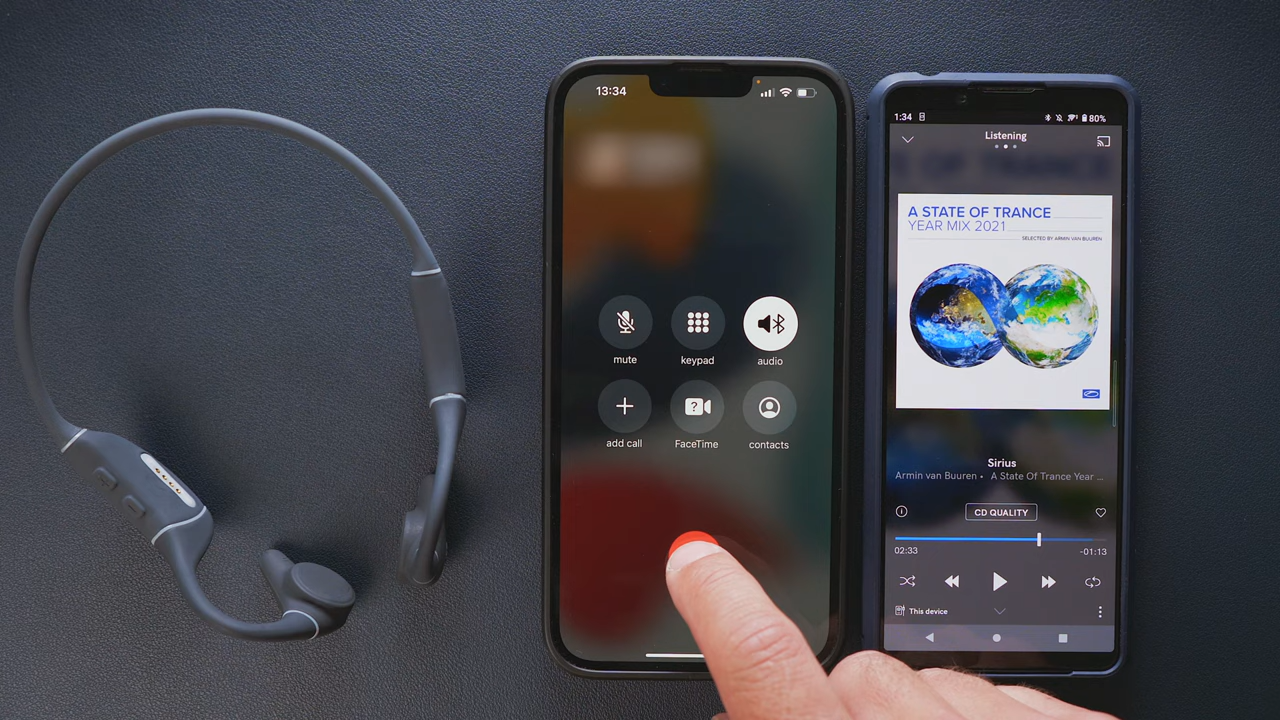 13:34
mute
keypad
audio
add call
FaceTime
contacts
1:34
80%
Listening
A STATE OF TRANCE
YEAR MIX 2021
SELECTED BY ARMIN VAN BUUREN
Sirius
Armin van Buuren • A State Of Trance Year ...
CD QUALITY
02:33
-01:13
This device